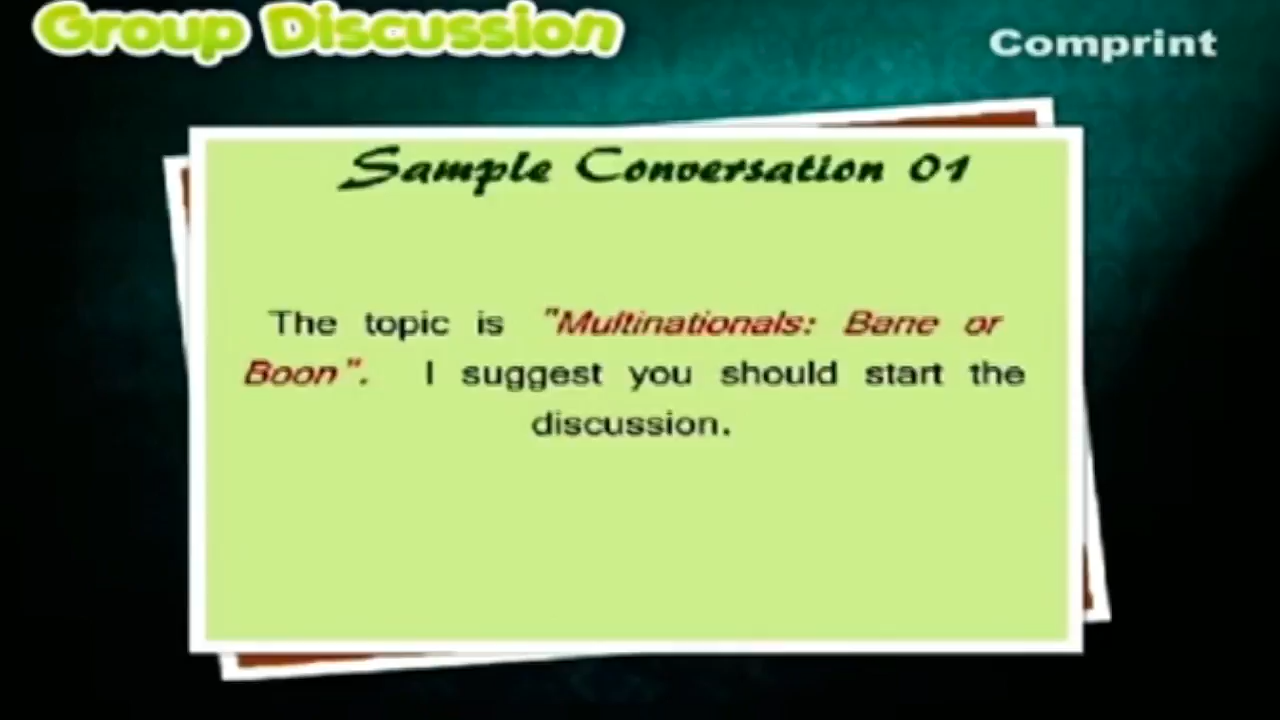 Group Discussion
Comprint
Sample Conversation 01
The topic is "Multinationals: Bane or
Boon". I suggest you should start the
discussion.